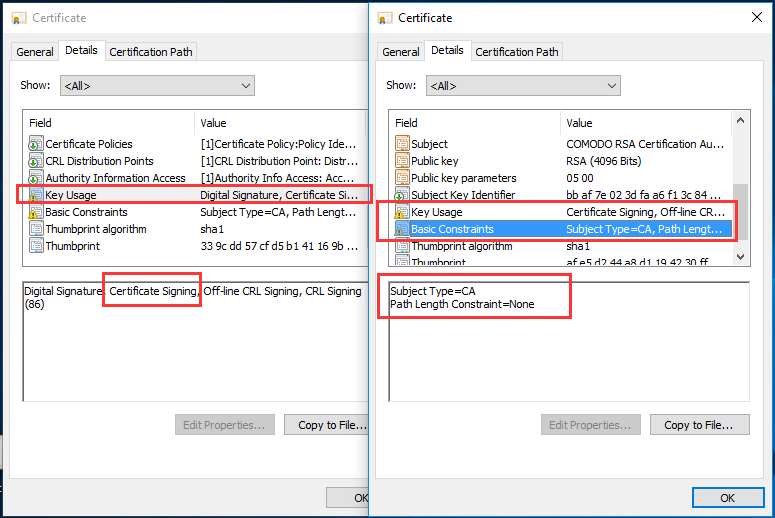 Certificate
General Details Certification Path
Show: <All>
Field Value
Certificate Policies [1]Certificate Policy:Policy Ide...
CRL Distribution Points [1]CRL Distribution Point: Distr...
Authority Information Access [1]Authority Info Access: Acc...
Key Usage Digital Signature, Certificate Si...
Basic Constraints Subject Type=CA, Path Length...
Thumbprint algorithm sha1
Thumbprint 33 9c dd 57 cf d5 b1 41 16 9b
Digital Signature, Certificate Signing, Off-line CRL Signing, CRL Signing
(86)
Edit Properties... Copy to File...
OK
Certificate
General Details Certification Path
Show: <All>
Field Value
Subject COMODO RSA Certification Au...
Public key RSA (4096 Bits)
Public key parameters 05 00
Subject Key Identifier bb af 7e 02 3d fa a6 f1 3c 84 ...
Key Usage Certificate Signing, Off-line CR...
Basic Constraints Subject Type=CA, Path Lengt...
Thumbprint algorithm sha1
Thumbprint af e5 d2 44 a8 d1 19 42 30 ff
Subject Type=CA
Path Length Constraint=None
Edit Properties... Copy to File...
OK